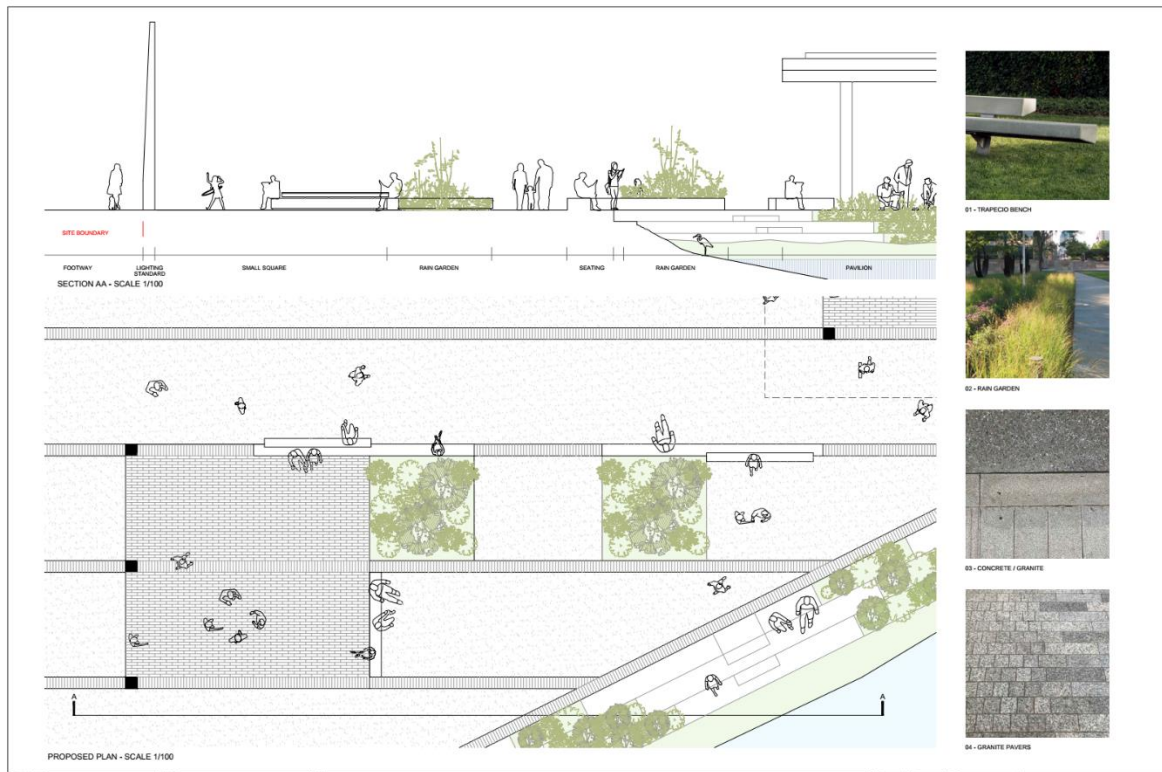 SITE BOUNDARY
FOOTWAY
LIGHTING
STANDARD
SMALL SQUARE
RAIN GARDEN
SEATING
RAIN GARDEN
PAVILION
SECTION AA - SCALE 1/100
A
A
PROPOSED PLAN - SCALE 1/100
01 - TRAPECIO BENCH
02 - RAIN GARDEN
03 - CONCRETE / GRANITE
04 - GRANITE PAVERS